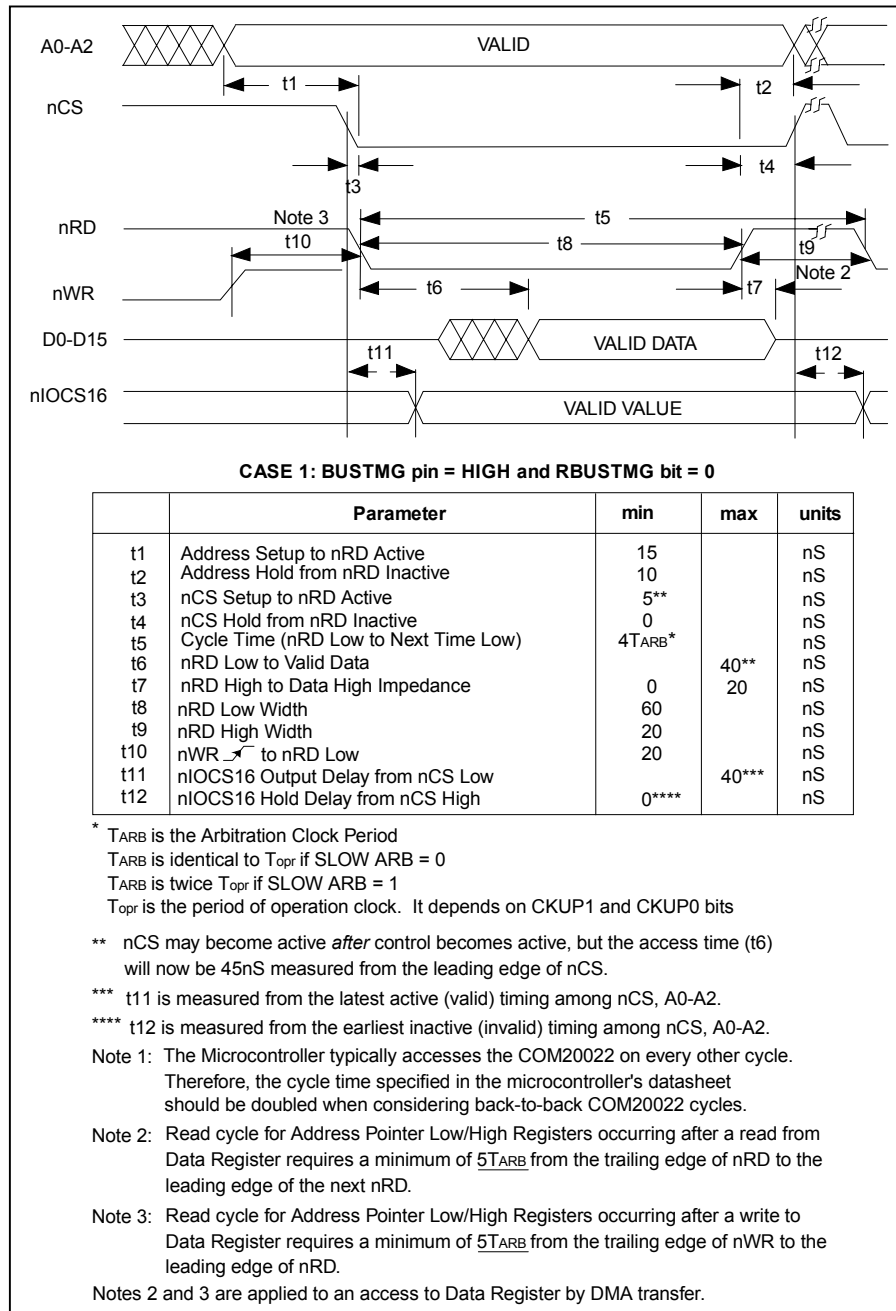 A0-A2
VALID
t1
t2
nCS
t3
t4
nRD
Note 3
t5
t10
t8
t9
Note 2
nWR
t6
t7
D0-D15
VALID DATA
t11
t12
nIOCS16
VALID VALUE
CASE 1: BUSTMG pin = HIGH and RBUSTMG bit = 0
Parameter min max units
t1 Address Setup to nRD Active 15 nS
t2 Address Hold from nRD Inactive 10 nS
t3 nCS Setup to nRD Active 5** nS
t4 nCS Hold from nRD Inactive 0 nS
t5 Cycle Time (nRD Low to Next Time Low) 4TARB* nS
t6 nRD Low to Valid Data 40** nS
t7 nRD High to Data High Impedance 0 20 nS
t8 nRD Low Width 60 nS
t9 nRD High Width 20 nS
t10 nWR to nRD Low 20 nS
t11 nIOCS16 Output Delay from nCS Low 40*** nS
t12 nIOCS16 Hold Delay from nCS High 0**** nS
* TARB is the Arbitration Clock Period
TARB is identical to Topr if SLOW ARB = 0
TARB is twice Topr if SLOW ARB = 1
Topr is the period of operation clock. It depends on CKUP1 and CKUP0 bits
** nCS may become active after control becomes active, but the access time (t6)
will now be 45nS measured from the leading edge of nCS.
*** t11 is measured from the latest active (valid) timing among nCS, A0-A2.
**** t12 is measured from the earliest inactive (invalid) timing among nCS, A0-A2.
Note 1: The Microcontroller typically accesses the COM20022 on every other cycle.
Therefore, the cycle time specified in the microcontroller's datasheet
should be doubled when considering back-to-back COM20022 cycles.
Note 2: Read cycle for Address Pointer Low/High Registers occurring after a read from
Data Register requires a minimum of 5TARB from the trailing edge of nRD to the
leading edge of the next nRD.
Note 3: Read cycle for Address Pointer Low/High Registers occurring after a write to
Data Register requires a minimum of 5TARB from the trailing edge of nWR to the
leading edge of nRD.
Notes 2 and 3 are applied to an access to Data Register by DMA transfer.